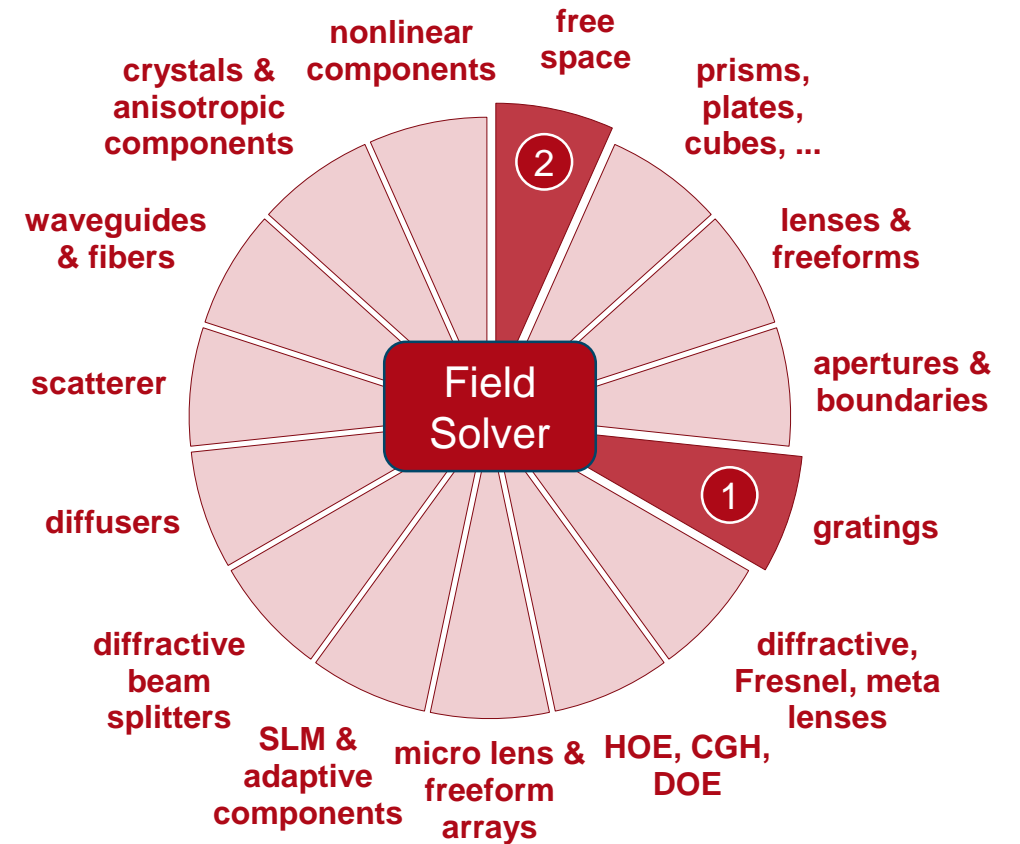 nonlinear
components
free
space
prisms,
plates,
cubes, ...
lenses &
freeforms
apertures &
boundaries
gratings
diffractive,
Fresnel, meta
lenses
HOE, CGH,
DOE
micro lens &
freeform
arrays
SLM &
adaptive
components
diffractive
beam
splitters
diffusers
scatterer
waveguides
& fibers
crystals &
anisotropic
components
2
1
Field
Solver